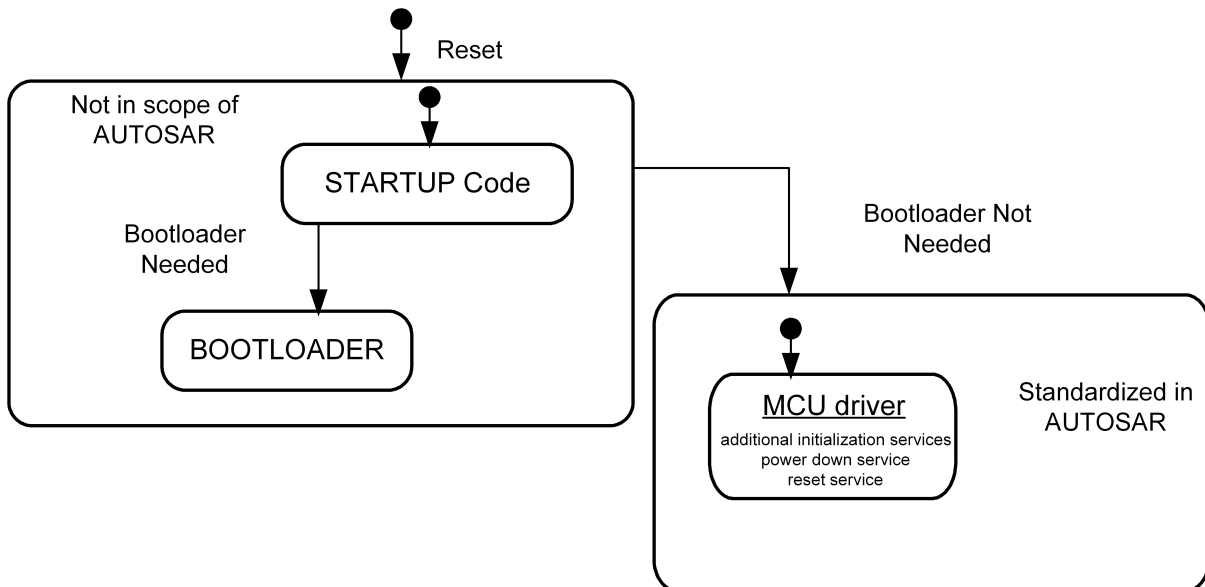 Reset
Not in scope of
AUTOSAR
STARTUP Code
Bootloader
Needed
BOOTLOADER
Bootloader Not
Needed
MCU driver
additional initialization services
power down service
reset service
Standardized in
AUTOSAR